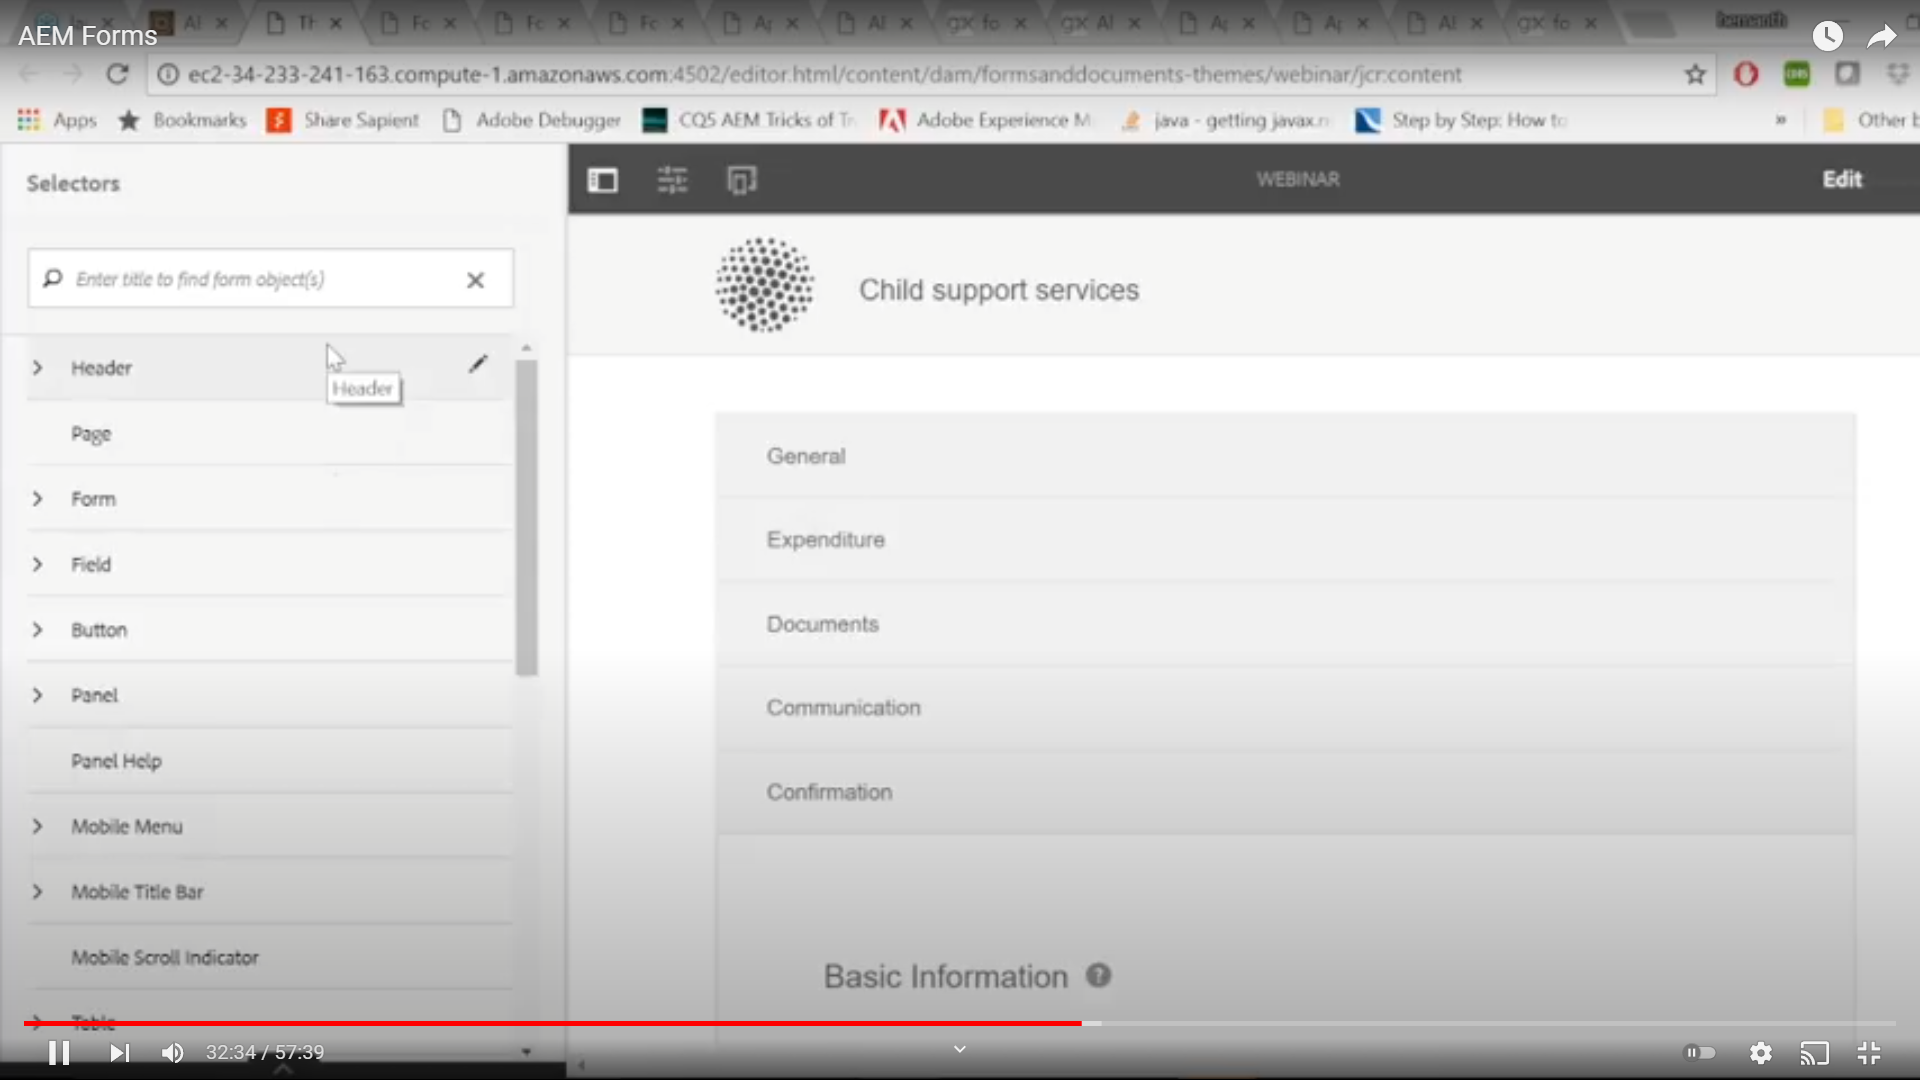 AEM Forms
hemanth
ec2-34-233-241-163.compute-1.amazonaws.com:4502/editor.html/content/dam/formsanddocuments-themes/webinar/jcr:content
Apps Bookmarks Share Sapient Adobe Debugger CQ5 AEM Tricks of Tr Adobe Experience M java - getting javax.n Step by Step: How to » Other b
Selectors
WEBINAR
Edit
Enter title to find form object(s)
Child support services
Header
Header
Page
Form
Field
Button
Panel
Panel Help
Mobile Menu
Mobile Title Bar
Mobile Scroll Indicator
Table
General
Expenditure
Documents
Communication
Confirmation
Basic Information
32:34 / 57:39